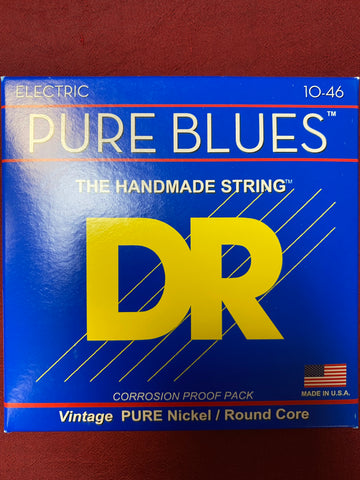 ELECTRIC 10-46
PURE BLUES™
THE HANDMADE STRING™
DR
CORROSION PROOF PACK
MADE IN U.S.A.
Vintage PURE Nickel / Round Core